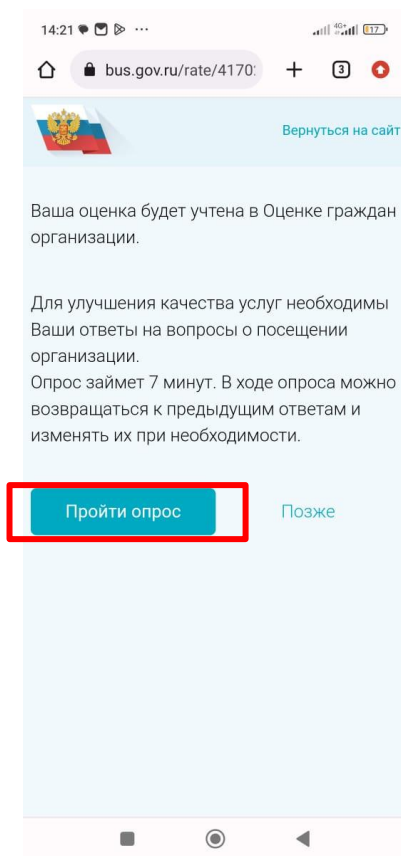 14:21
4G+
17
bus.gov.ru/rate/4170
3
Вернуться на сайт
Ваша оценка будет учтена в Оценке граждан
организации.
Для улучшения качества услуг необходимы
Ваши ответы на вопросы о посещении
организации.
Опрос займет 7 минут. В ходе опроса можно
возвращаться к предыдущим ответам и
изменять их при необходимости.
Пройти опрос
Позже